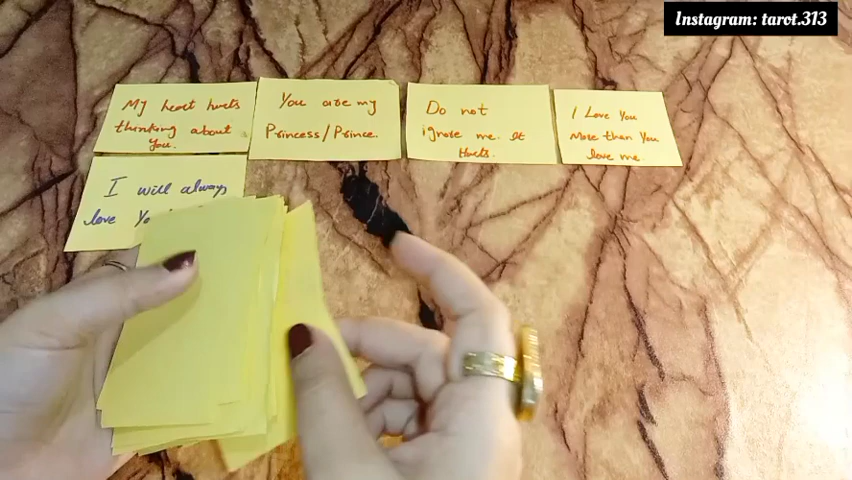 Instagram: tarot.313
My heart hurts
thinking about
you.
You are my
Princess/Prince.
Do not
ignore me. It
Hurts.
I Love You
More than You
love me.
I will always
love